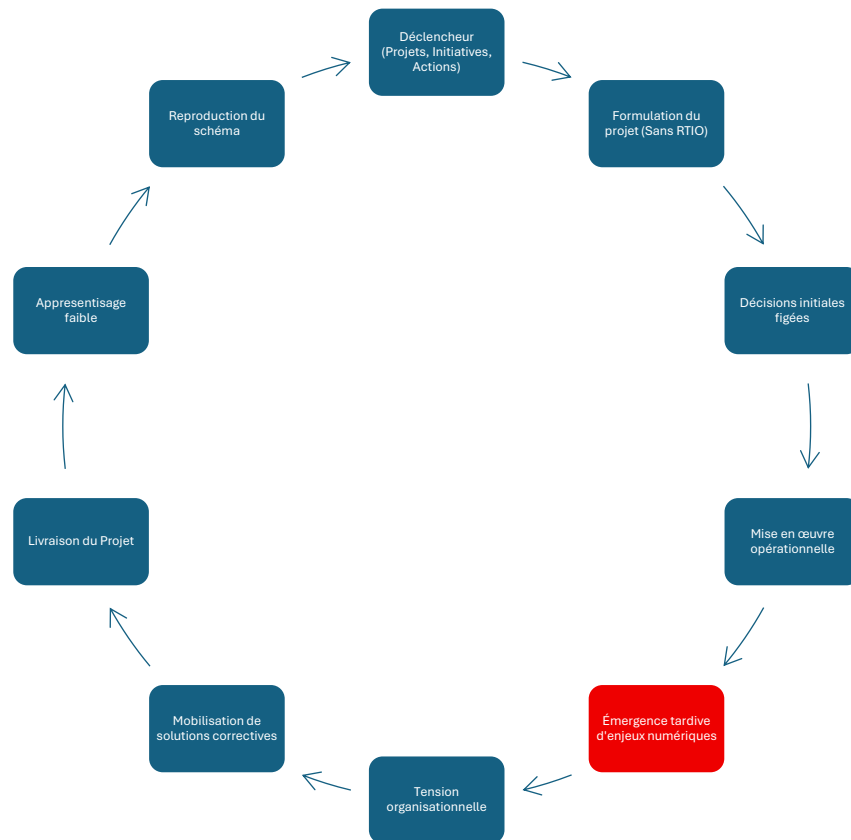 Déclencheur
(Projets, Initiatives,
Actions)
Formulation du
projet (Sans RTIO)
Décisions initiales
figées
Mise en œuvre
opérationnelle
Émergence tardive
d'enjeux numériques
Tension
organisationnelle
Mobilisation de
solutions correctives
Livraison du Projet
Appresentisage
faible
Reproduction du
schéma